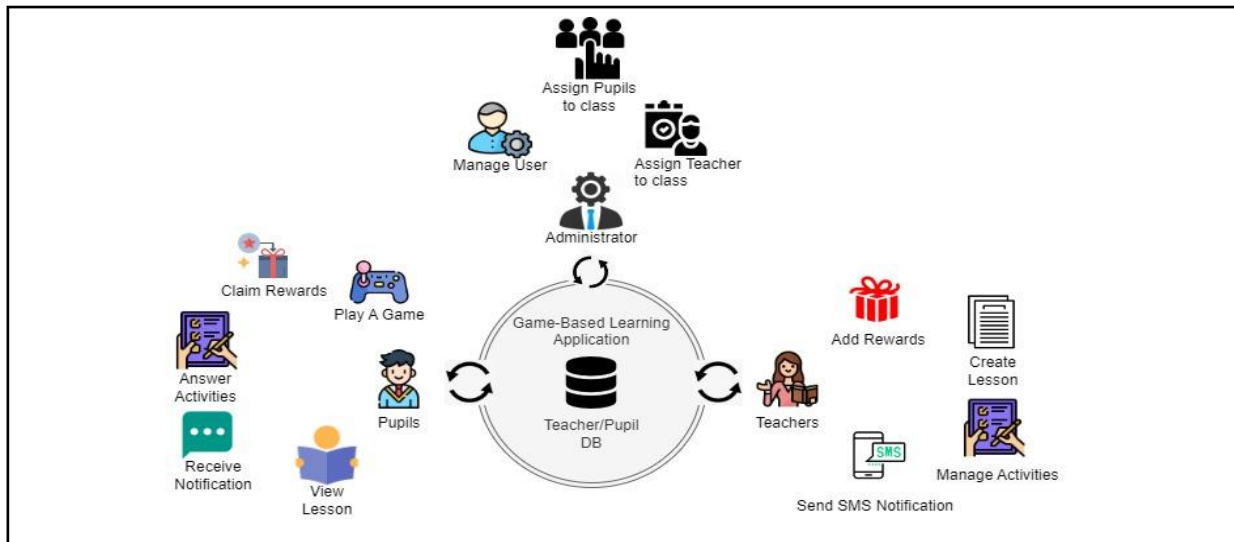 Assign Pupils
to class
Manage User
Assign Teacher
to class
Administrator
Claim Rewards
Play A Game
Answer
Activities
Pupils
Receive
Notification
View
Lesson
Game-Based Learning
Application
Teacher/Pupil
DB
Add Rewards
Create
Lesson
Teachers
SMS
Manage Activities
Send SMS Notification